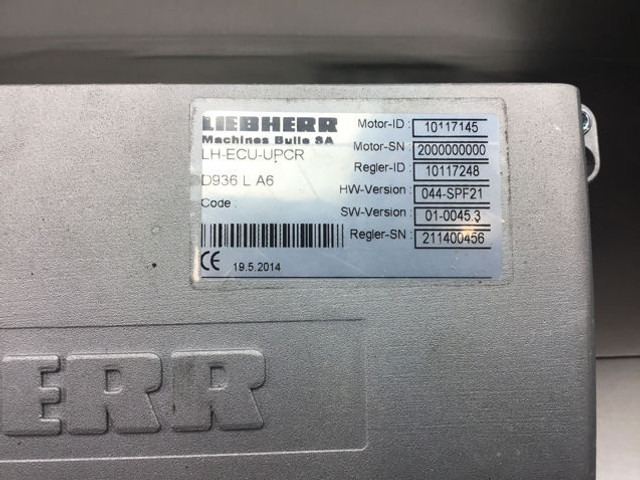 LIEBHERR
Machines Bulle SA
LH-ECU-UPCR
D936 L A6
Code :
CE 19.5.2014
Motor-ID : 10117145
Motor-SN : 2000000000
Regler-ID : 10117248
HW-Version : 044-SPF21
SW-Version : 01-0045.3
Regler-SN : 211400456
ERR